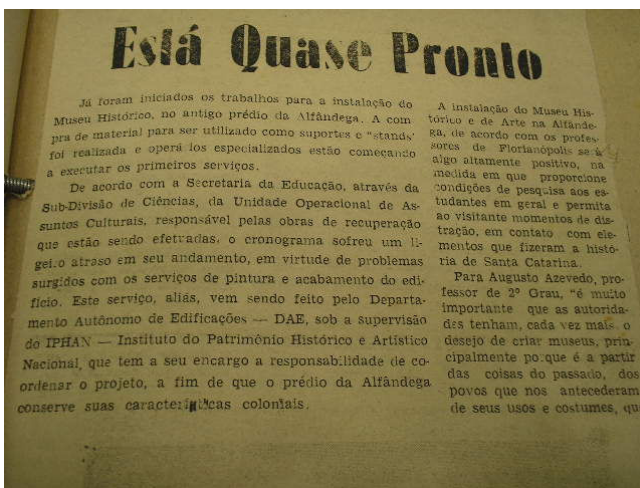 Está Quase Pronto
Já foram iniciados os trabalhos para a instalação do
Museu Histórico, no antigo prédio da Alfândega. A com
pra de material para ser utilizado como suportes e "stands'
foi realizada e operá ios especializados estão começando
a executar os primeiros serviços.
De acordo com a Secretaria da Educação, através da
Sub-Divisão de Ciências, da Unidade Operacional de As-
suntos Culturais, responsável pelas obras de recuperação
que estão sendo efetradas, o cronograma sofreu um li-
geiro atraso em seu andamento, em virtude de problemas
surgidos com os serviços de pintura e acabamento do edi-
fício. Este serviço, aliás, vem sendo feito pelo Departa-
mento Autônomo de Edificações — DAE, sob a supervisão
do IPHAN — Instituto do Patrimônio Histórico e Artístico
Nacional, que tem a seu encargo a responsabilidade de co-
ordenar o projeto, a fim de que o prédio da Alfândega
conserve suas características coloniais.
A instalação do Museu His-
tórico e de Arte na Alfânde-
ga, de acordo com os profes-
sores de Florianópolis será
algo altamente positivo, na
medida em que proporcione
condições de pesquisa aos es-
tudantes em geral e permita
ao visitante momentos de dis-
tração, em contato com ele-
mentos que fizeram a histó-
ria de Santa Catarina.
Para Augusto Azevedo, pro-
fessor de 2º Grau, "é muito
importante que as autorida-
des tenham, cada vez mais o
desejo de criar museus, prin-
cipalmente porque é a partir
das coisas do passado, dos
povos que nos antecederam
de seus usos e costumes, qu